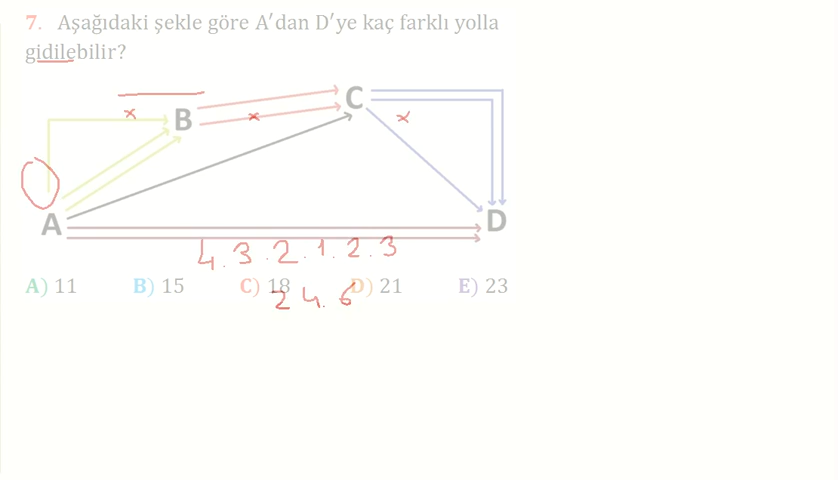 7. Aşağıdaki şekle göre A'dan D'ye kaç farklı yolla
gidilebilir?
x B x C x
A D
4.3.2.1.2.3
A) 11 B) 15 C) 18 D) 21 E) 23
24.6